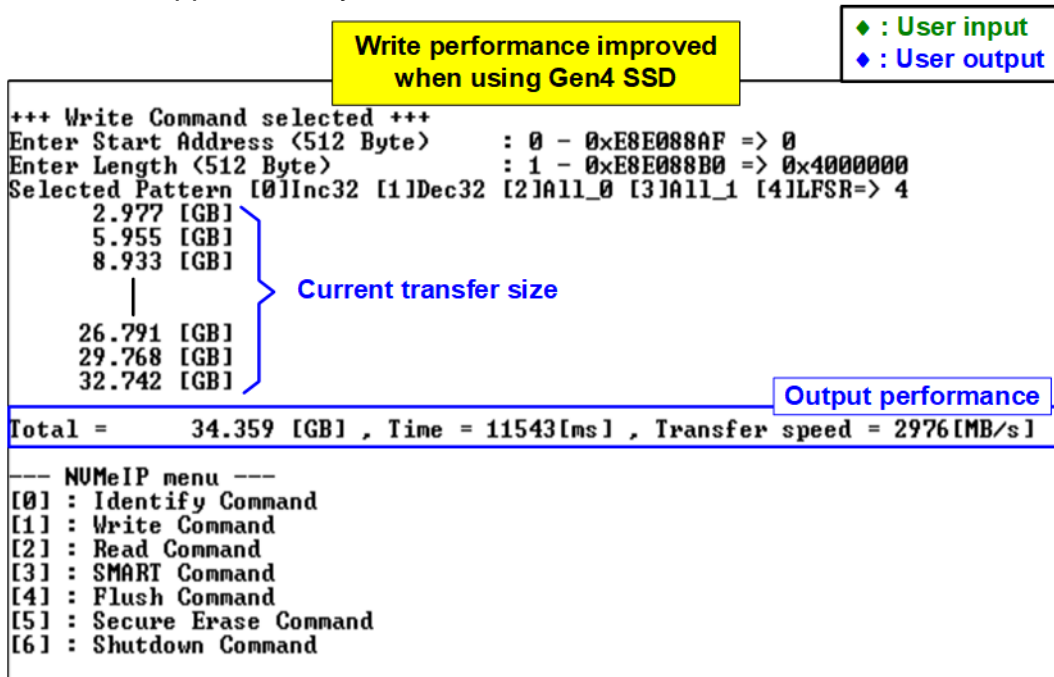 Write performance improved
when using Gen4 SSD
♦ : User input
♦ : User output
+++ Write Command selected +++
Enter Start Address (512 Byte) : 0 - 0xE8E088AF => 0
Enter Length (512 Byte) : 1 - 0xE8E088B0 => 0x4000000
Selected Pattern [0]Inc32 [1]Dec32 [2]All_0 [3]All_1 [4]LFSR=> 4
2.977 [GB]
5.955 [GB]
8.933 [GB]
Current transfer size
26.791 [GB]
29.768 [GB]
32.742 [GB]
Output performance
Total = 34.359 [GB] , Time = 11543[ms] , Transfer speed = 2976[MB/s]
--- NVMeIP menu ---
[0] : Identify Command
[1] : Write Command
[2] : Read Command
[3] : SMART Command
[4] : Flush Command
[5] : Secure Erase Command
[6] : Shutdown Command